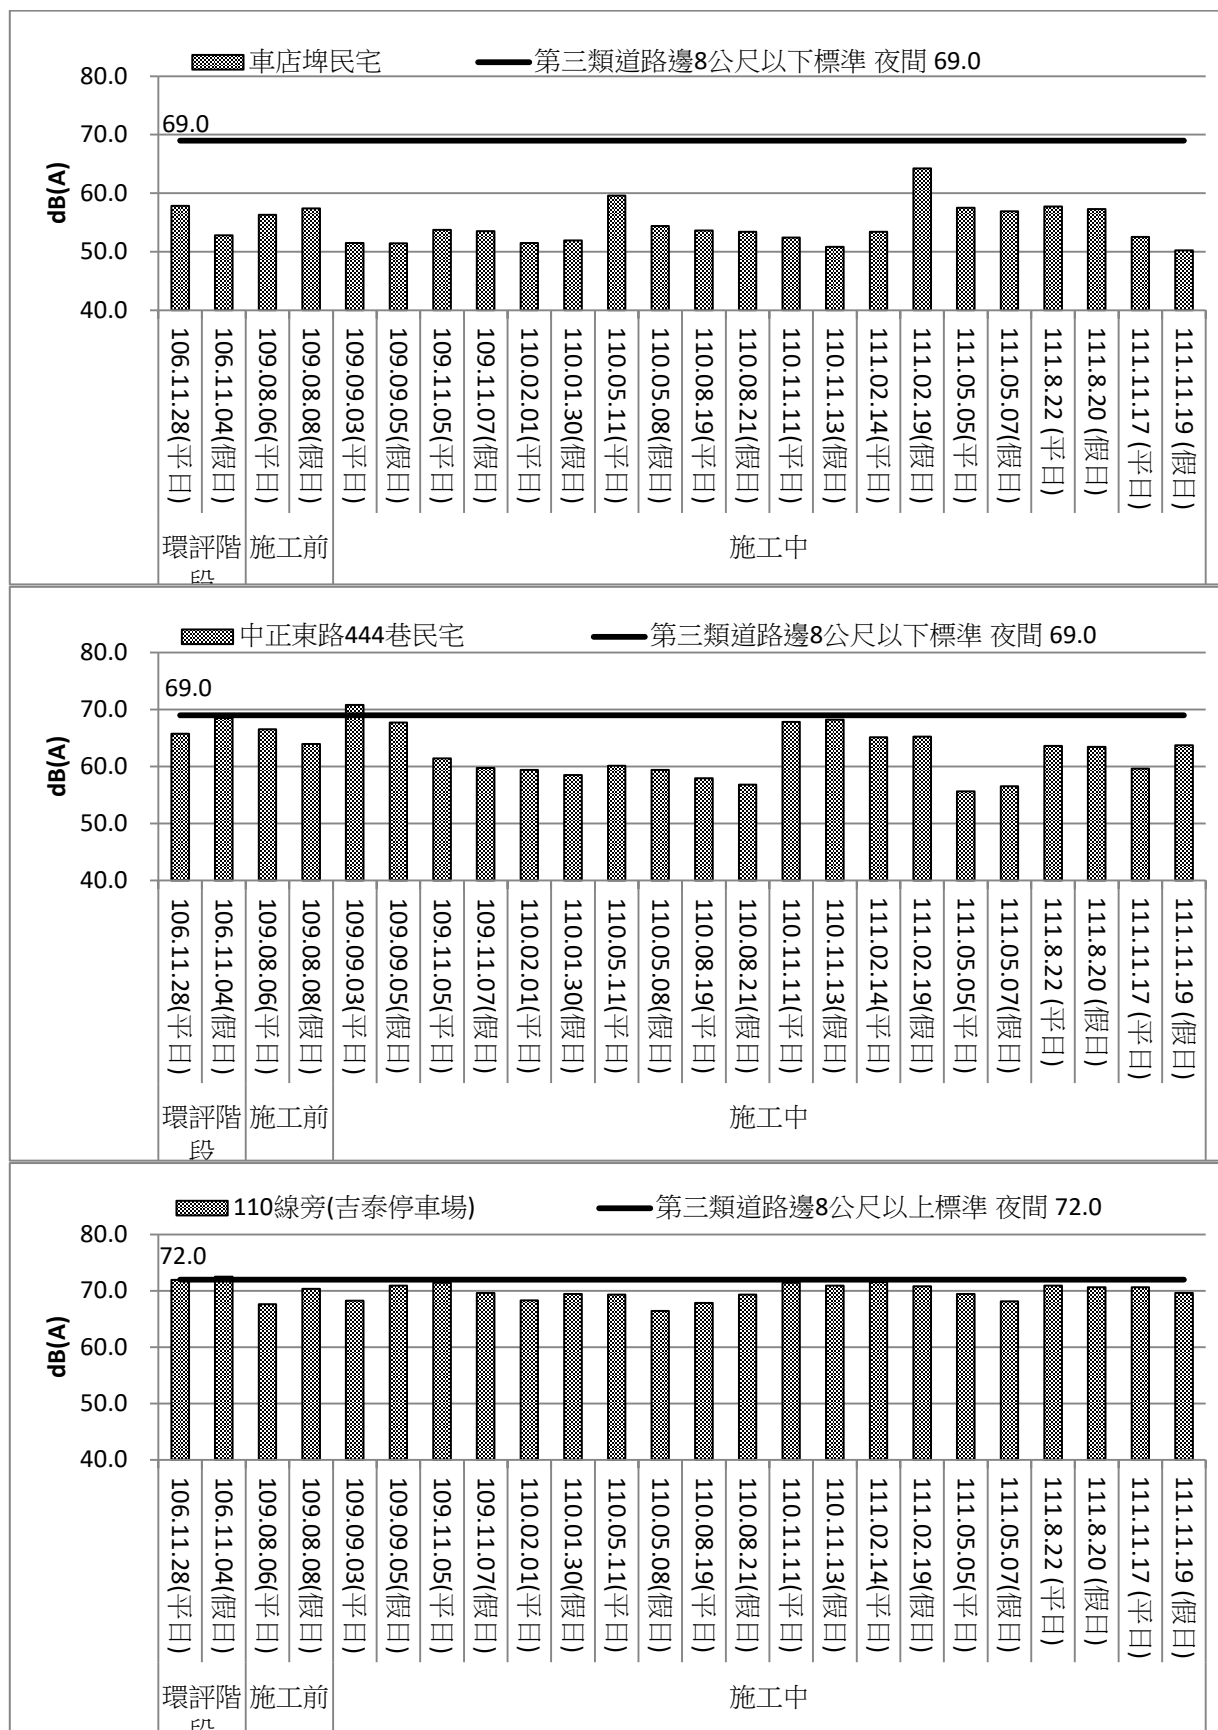 車店埤民宅 第三類道路邊8公尺以下標準 夜間 69.0
80.0
70.0
60.0
50.0
40.0
dB(A)
69.0
106.11.28(平日)
106.11.04(假日)
109.08.06(平日)
109.08.08(假日)
109.09.03(平日)
109.09.05(假日)
109.11.05(平日)
109.11.07(假日)
110.02.01(平日)
110.01.30(假日)
110.05.11(平日)
110.05.08(假日)
110.08.19(平日)
110.08.21(假日)
110.11.11(平日)
110.11.13(假日)
111.02.14(平日)
111.02.19(假日)
111.05.05(平日)
111.05.07(假日)
111.8.22 (平日)
111.8.20 (假日)
111.11.17 (平日)
111.11.19 (假日)
環評階段 施工前 施工中
中正東路444巷民宅 第三類道路邊8公尺以下標準 夜間 69.0
80.0
70.0
60.0
50.0
40.0
dB(A)
69.0
106.11.28(平日)
106.11.04(假日)
109.08.06(平日)
109.08.08(假日)
109.09.03(平日)
109.09.05(假日)
109.11.05(平日)
109.11.07(假日)
110.02.01(平日)
110.01.30(假日)
110.05.11(平日)
110.05.08(假日)
110.08.19(平日)
110.08.21(假日)
110.11.11(平日)
110.11.13(假日)
111.02.14(平日)
111.02.19(假日)
111.05.05(平日)
111.05.07(假日)
111.8.22 (平日)
111.8.20 (假日)
111.11.17 (平日)
111.11.19 (假日)
環評階段 施工前 施工中
110線旁(吉泰停車場) 第三類道路邊8公尺以上標準 夜間 72.0
80.0
70.0
60.0
50.0
40.0
dB(A)
72.0
106.11.28(平日)
106.11.04(假日)
109.08.06(平日)
109.08.08(假日)
109.09.03(平日)
109.09.05(假日)
109.11.05(平日)
109.11.07(假日)
110.02.01(平日)
110.01.30(假日)
110.05.11(平日)
110.05.08(假日)
110.08.19(平日)
110.08.21(假日)
110.11.11(平日)
110.11.13(假日)
111.02.14(平日)
111.02.19(假日)
111.05.05(平日)
111.05.07(假日)
111.8.22 (平日)
111.8.20 (假日)
111.11.17 (平日)
111.11.19 (假日)
環評階段 施工前 施工中